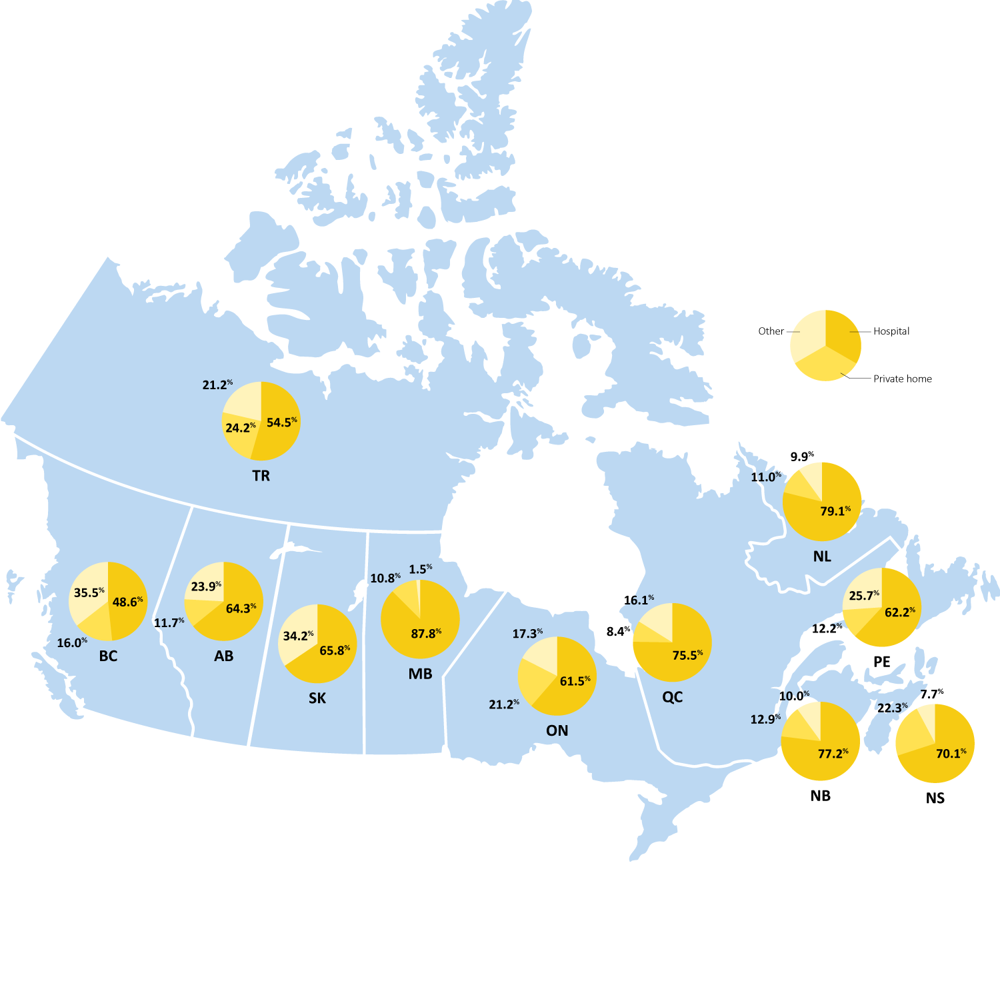 Other
Hospital
Private home
21.2%
24.2%
54.5%
TR
9.9%
11.0%
79.1%
NL
35.5%
48.6%
16.0%
BC
23.9%
64.3%
11.7%
AB
34.2%
65.8%
SK
10.8%
1.5%
87.8%
MB
17.3%
61.5%
21.2%
ON
16.1%
8.4%
75.5%
QC
25.7%
62.2%
12.2%
PE
10.0%
12.9%
77.2%
NB
7.7%
22.3%
70.1%
NS